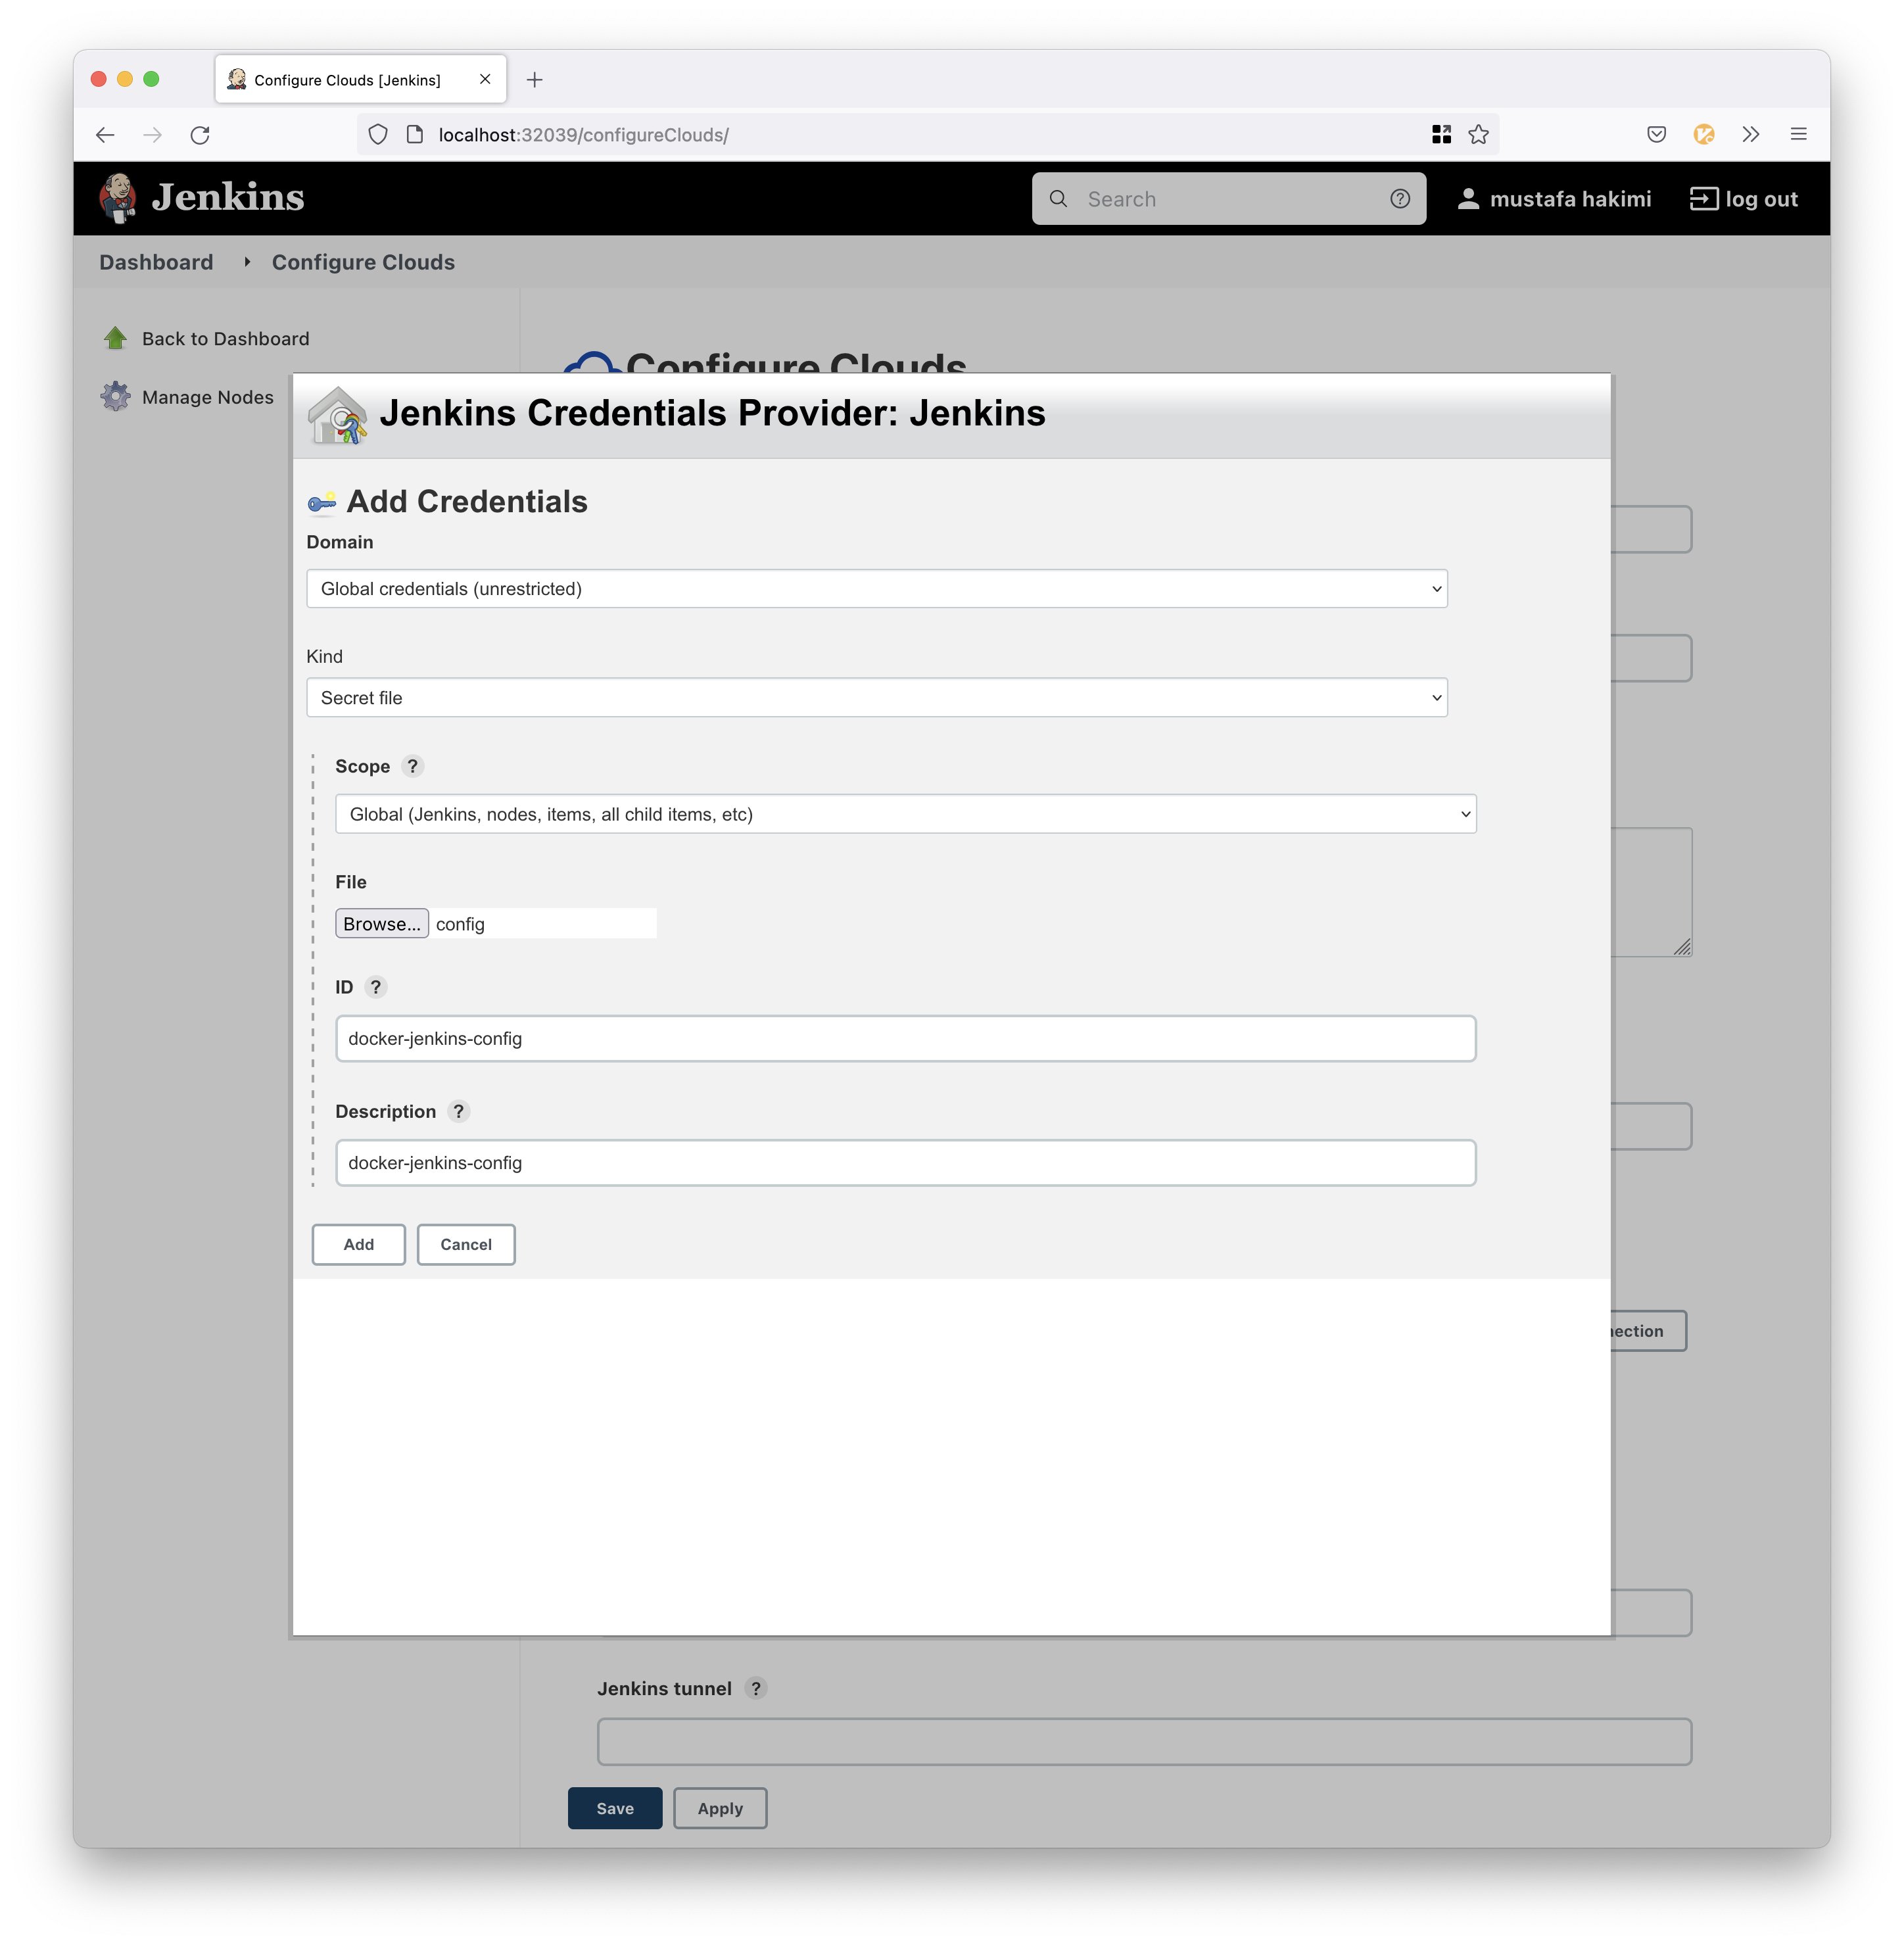 Configure Clouds [Jenkins]
localhost:32039/configureClouds/
Jenkins
Search
mustafa hakimi
log out
Dashboard
Configure Clouds
Back to Dashboard
Configure Clouds
Manage Nodes
Jenkins Credentials Provider: Jenkins
Add Credentials
Domain
Global credentials (unrestricted)
Kind
Secret file
Scope ?
Global (Jenkins, nodes, items, all child items, etc)
File
Browse... config
ID ?
docker-jenkins-config
Description ?
docker-jenkins-config
Add
Cancel
Jenkins tunnel ?
Save
Apply